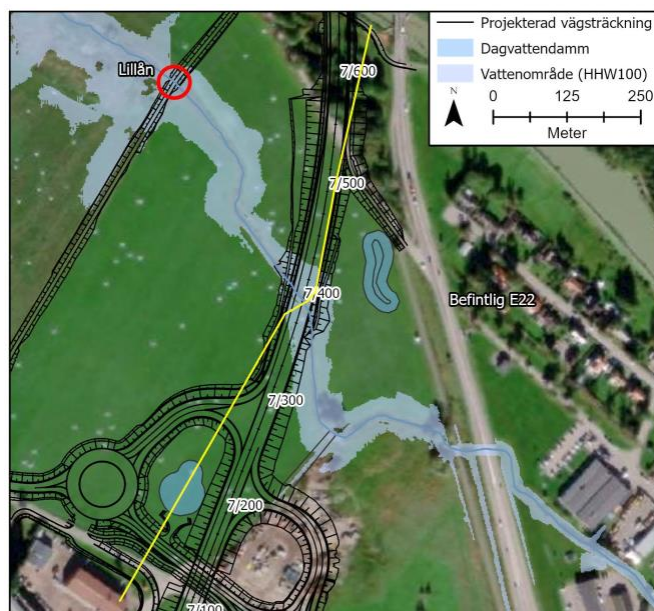 Projekterad vägsträckning
Dagvattendamm
Vattenområde (HHW100)
N
0 125 250
Meter
Lillån
7/600
7/500
7/400
Befintlig E22
7/300
7/200
7/100